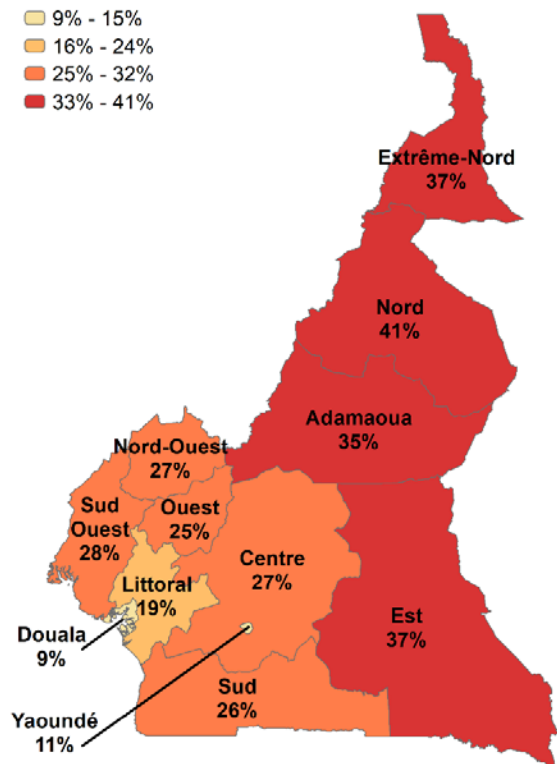 9% - 15%
16% - 24%
25% - 32%
33% - 41%
Extrême-Nord
37%
Nord
41%
Adamaoua
35%
Nord-Ouest
27%
Ouest
25%
Sud
Ouest
28%
Centre
27%
Littoral
19%
Est
37%
Douala
9%
Sud
26%
Yaoundé
11%